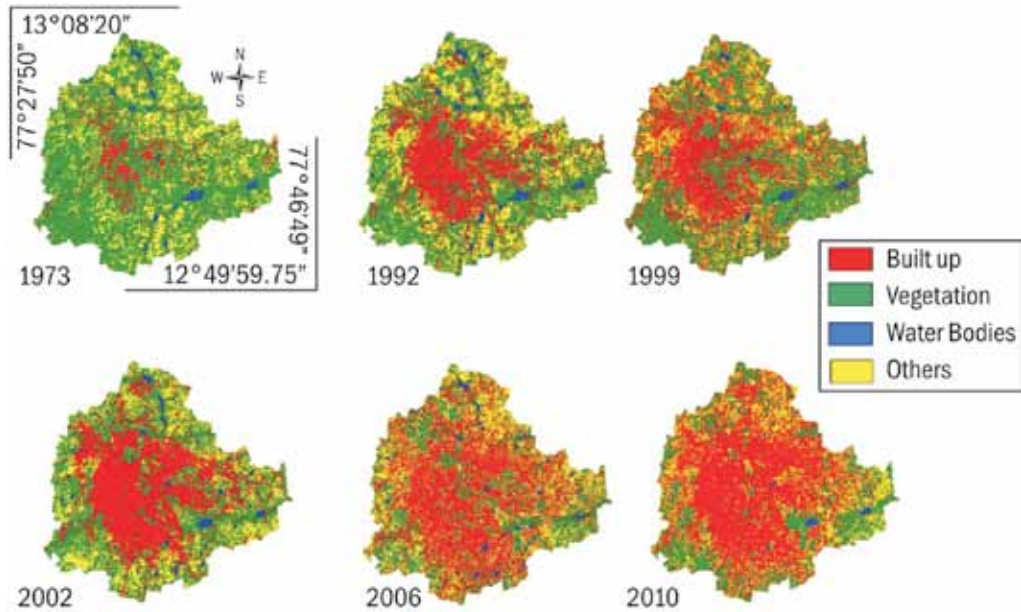 13°08'20"
77°27'50"
N
W E
S
77°46'49"
12°49'59.75"
1973
1992
1999
Built up
Vegetation
Water Bodies
Others
2002
2006
2010